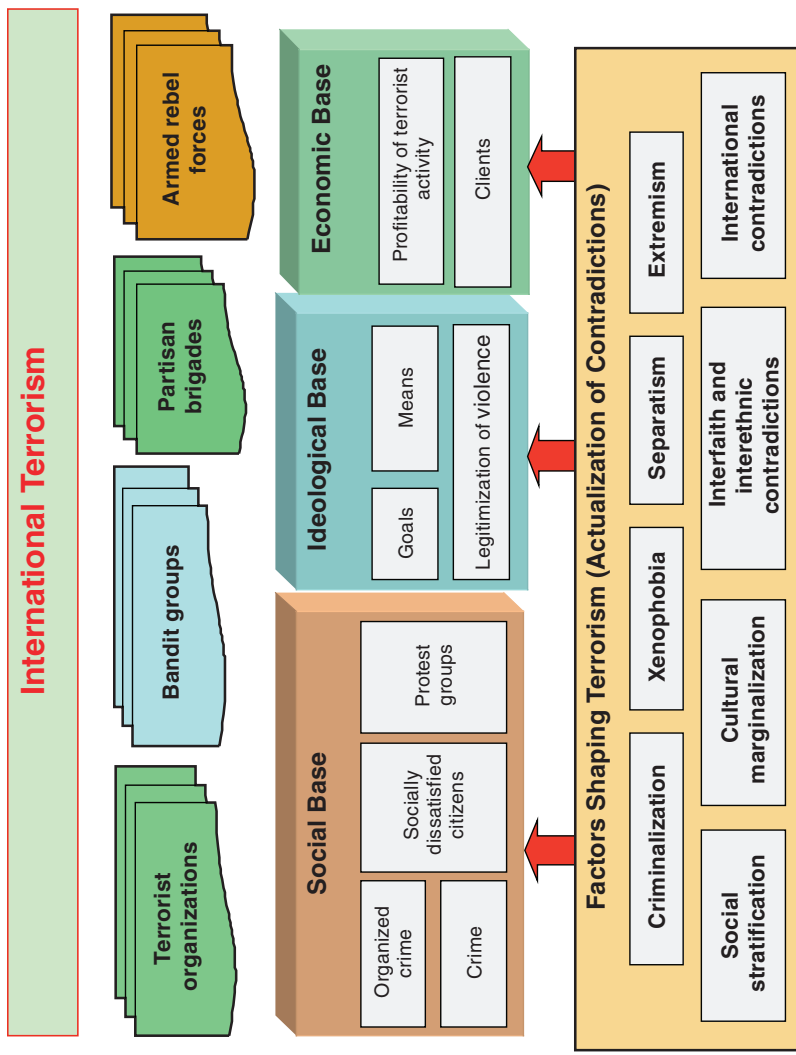 International Terrorism
Terrorist
organizations
Bandit groups
Partisan
brigades
Armed rebel
forces
Social Base
Organized
crime
Crime
Socially
dissatisfied
citizens
Protest
groups
Ideological Base
Goals
Means
Legitimization of violence
Economic Base
Profitability of terrorist
activity
Clients
Factors Shaping Terrorism (Actualization of Contradictions)
Criminalization
Xenophobia
Separatism
Extremism
Social
stratification
Cultural
marginalization
Interfaith and
interethnic
contradictions
International
contradictions